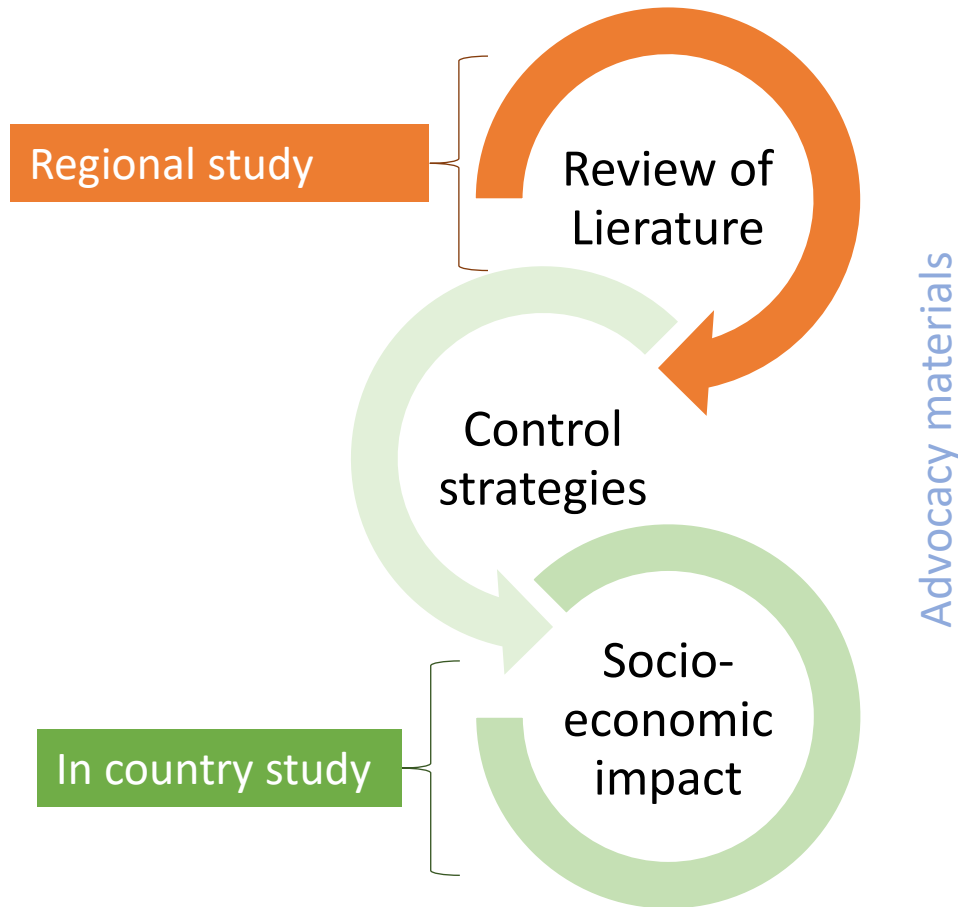 Regional study
Review of
Lierature
Control
strategies
Socio-
economic
impact
In country study
Advocacy materials